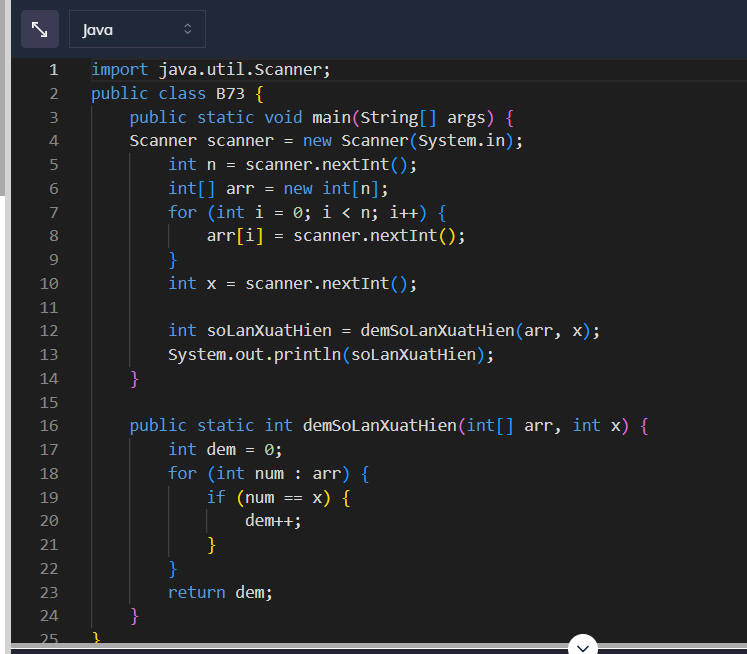 Java
1 import java.util.Scanner;
2 public class B73 {
3 public static void main(String[] args) {
4 Scanner scanner = new Scanner(System.in);
5 int n = scanner.nextInt();
6 int[] arr = new int[n];
7 for (int i = 0; i < n; i++) {
8 arr[i] = scanner.nextInt();
9 }
10 int x = scanner.nextInt();
11
12 int soLanXuatHien = demSoLanXuatHien(arr, x);
13 System.out.println(soLanXuatHien);
14 }
15
16 public static int demSoLanXuatHien(int[] arr, int x) {
17 int dem = 0;
18 for (int num : arr) {
19 if (num == x) {
20 dem++;
21 }
22 }
23 return dem;
24 }
25 }